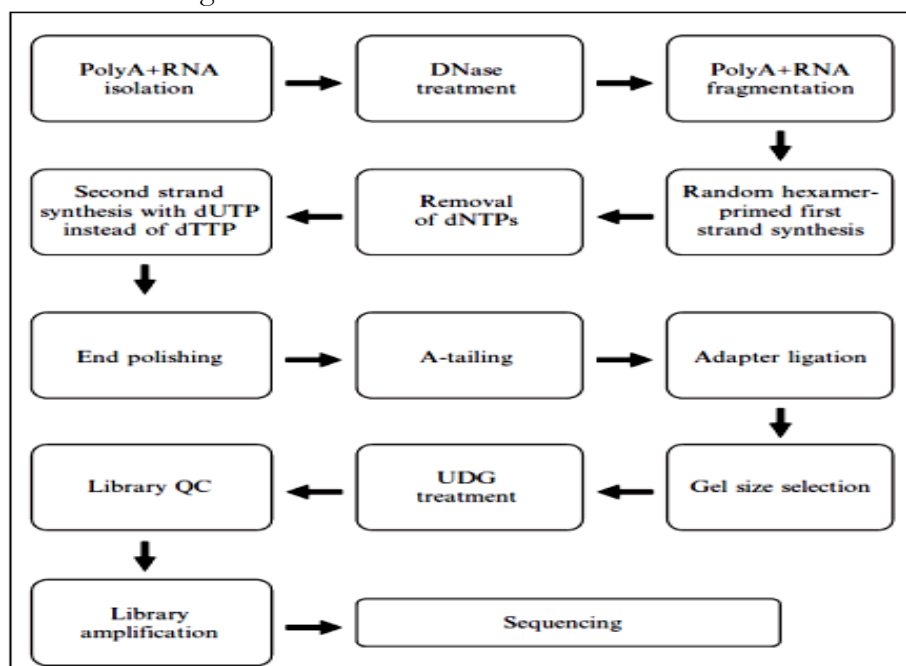 PolyA+RNA
isolation
DNase
treatment
PolyA+RNA
fragmentation
Second strand
synthesis with dUTP
instead of dTTP
Removal
of dNTPs
Random hexamer-
primed first
strand synthesis
End polishing
A-tailing
Adapter ligation
Library QC
UDG
treatment
Gel size selection
Library
amplification
Sequencing